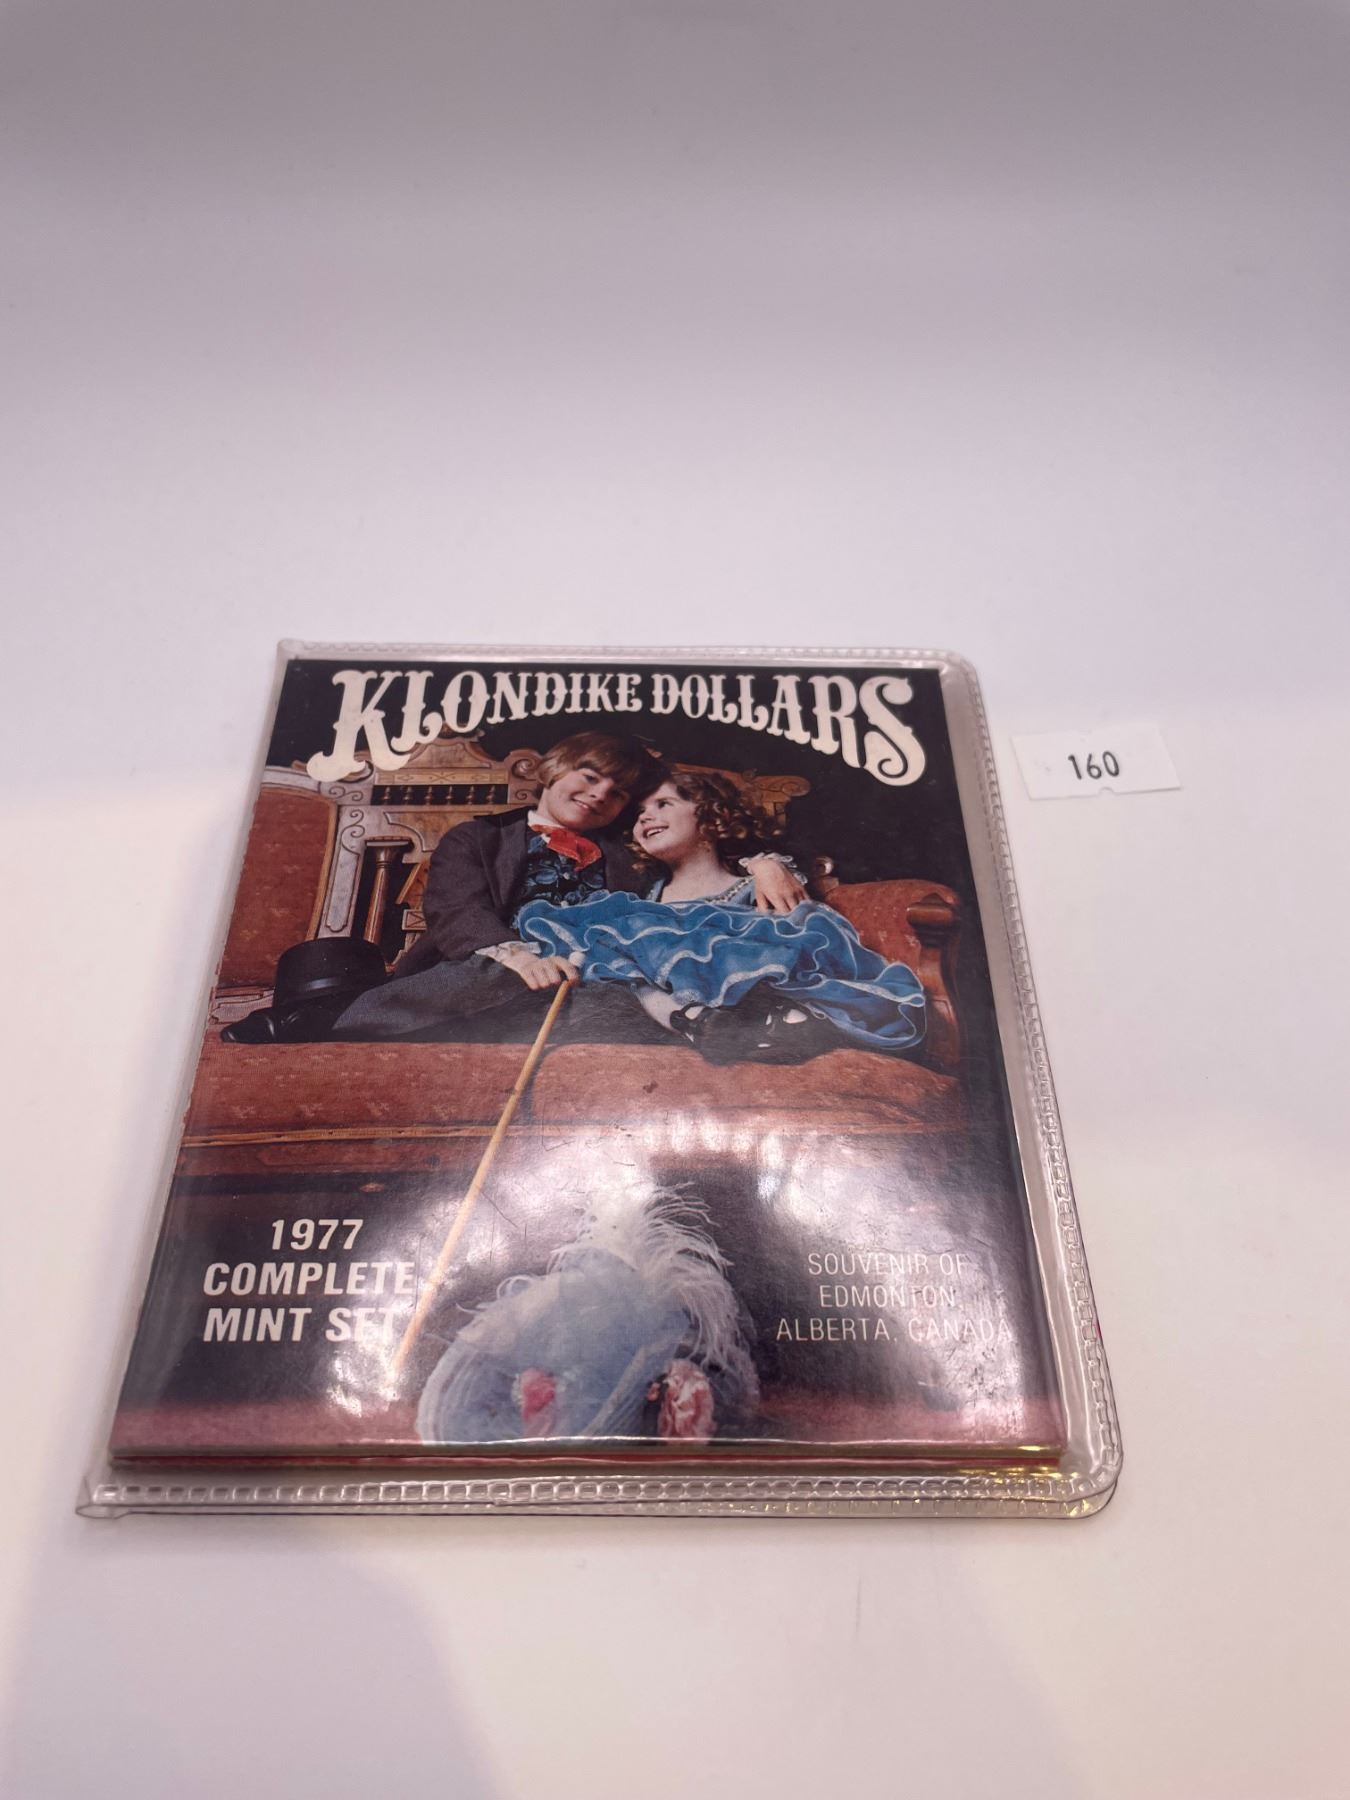 KLONDIKE DOLLARS
160
1977
COMPLETE
MINT SET
SOUVENIR OF
EDMONTON,
ALBERTA, CANADA